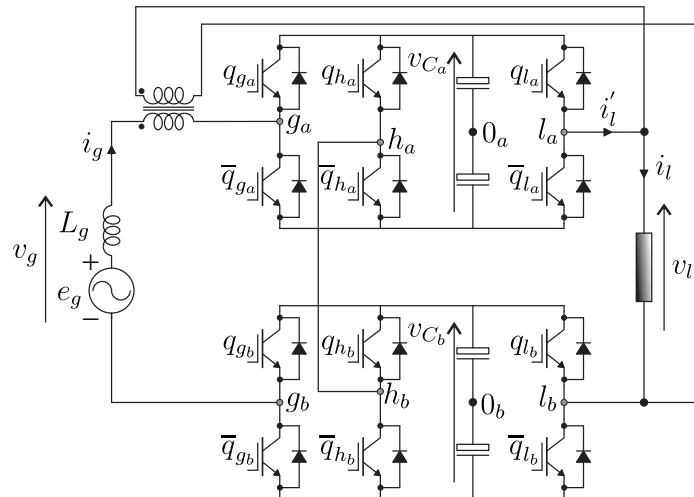 q_{g_a} q_{h_a} v_{C_a} q_{l_a} i'_l
i_g g_a h_a 0_a l_a
\overline{q}_{g_a} \overline{q}_{h_a} \overline{q}_{l_a} i_l
L_g
v_g + v_l
e_g
−
q_{g_b} q_{h_b} v_{C_b} q_{l_b}
g_b h_b 0_b l_b
\overline{q}_{g_b} \overline{q}_{h_b} \overline{q}_{l_b}